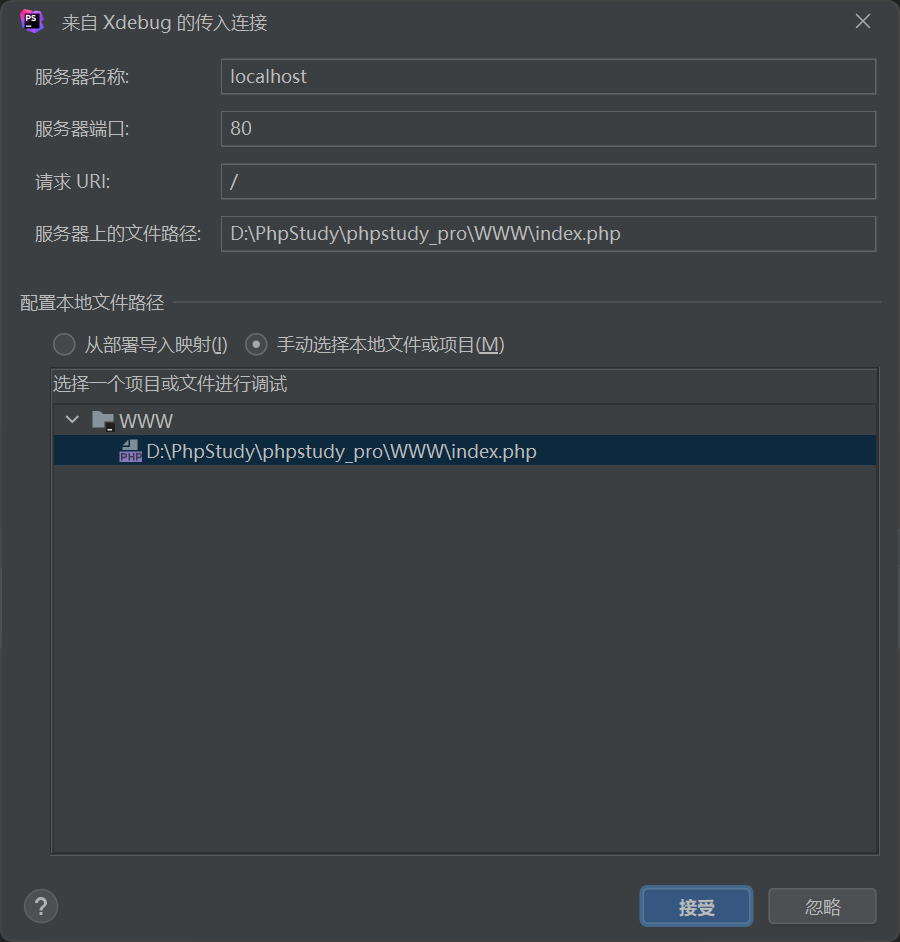 来自 Xdebug 的传入连接
服务器名称: localhost
服务器端口: 80
请求 URI: /
服务器上的文件路径: D:\PhpStudy\phpstudy_pro\WWW\index.php
配置本地文件路径
从部署导入映射(I) 手动选择本地文件或项目(M)
选择一个项目或文件进行调试
WWW
D:\PhpStudy\phpstudy_pro\WWW\index.php
? 接受 忽略